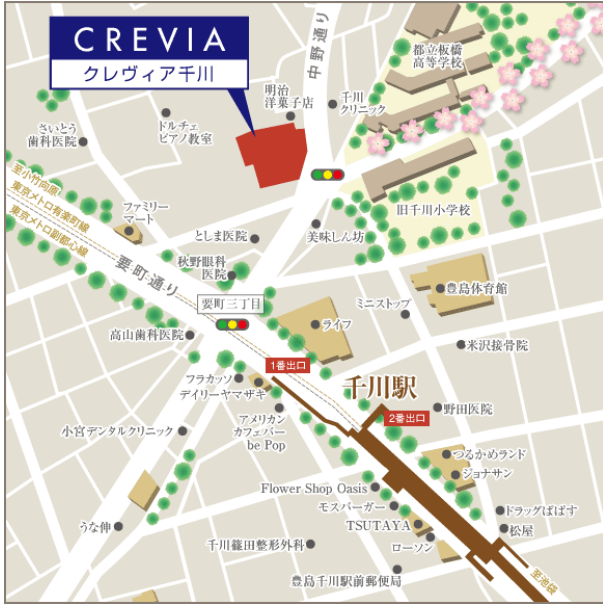 CREVIA
クレヴィア千川
中野通り
都立板橋
高等学校
明治
洋菓子店
千川
クリニック
ドルチェ
ピアノ教室
さいとう
歯科医院
至小竹向原
東京メトロ有楽町線
東京メトロ副都心線
ファミリー
マート
旧千川小学校
としま医院
美味しん坊
秋野眼科
医院
要町通り
要町三丁目
豊島体育館
ミニストップ
ライフ
高山歯科医院
米沢接骨院
1番出口
フラカッソ
デイリーヤマザキ
千川駅
アメリカン
カフェバー
be Pop
2番出口
野田医院
小宮デンタルクリニック
つるかめランド
ジョナサン
Flower Shop Oasis
モスバーガー
TSUTAYA
ローソン
ドラッグぱぱす
松屋
うな伸
千川篠田整形外科
豊島千川駅前郵便局
至池袋